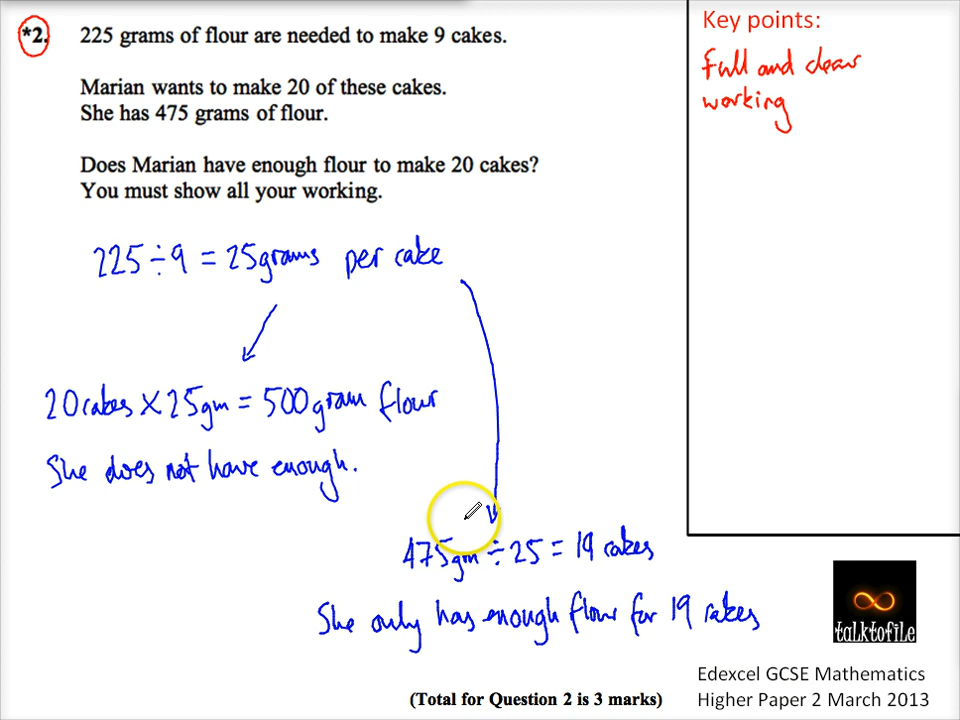 *2. 225 grams of flour are needed to make 9 cakes.
Marian wants to make 20 of these cakes.
She has 475 grams of flour.
Does Marian have enough flour to make 20 cakes?
You must show all your working.
225 ÷ 9 = 25grams per cake
20 cakes × 25gm = 500 gram flour
She does not have enough.
475gm ÷ 25 = 19 cakes
She only has enough flour for 19 cakes
(Total for Question 2 is 3 marks)
Key points:
Full and clear
working
talktofile
Edexcel GCSE Mathematics
Higher Paper 2 March 2013